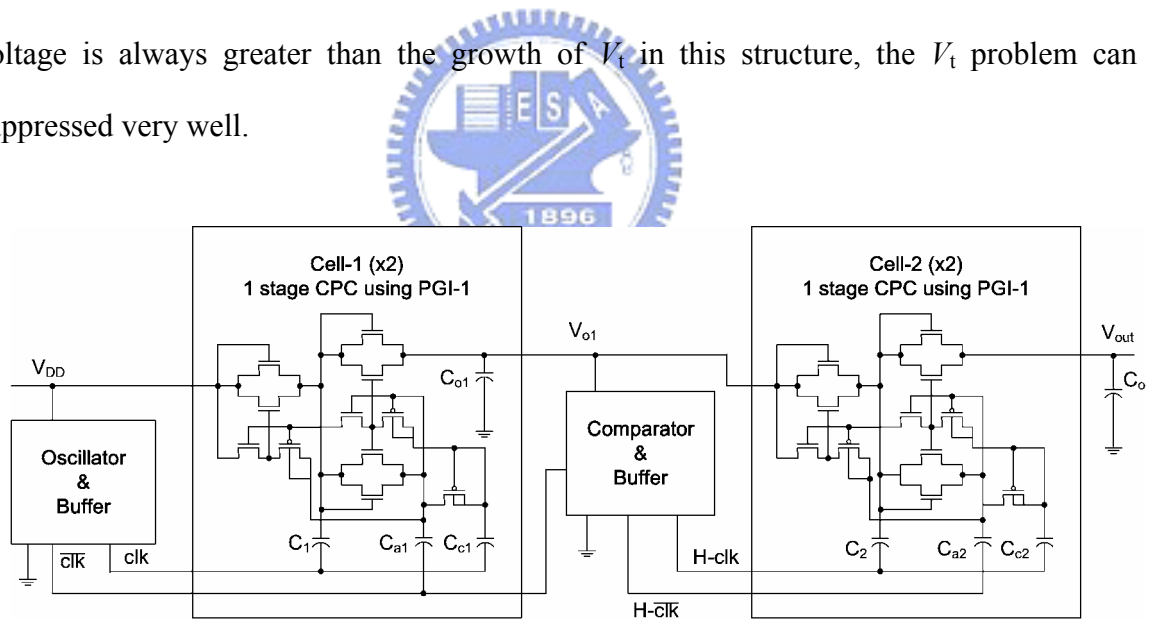 oltage is always greater than the growth of Vt in this structure, the Vt problem can
uppressed very well.
E S A
1896
Cell-1 (x2)
1 stage CPC using PGI-1
Cell-2 (x2)
1 stage CPC using PGI-1
VDD
Vo1
Vout
Co1
Co
Oscillator
&
Buffer
Comparator
&
Buffer
C1
Ca1
Cc1
C2
Ca2
Cc2
clk
clk
H-clk
H-clk